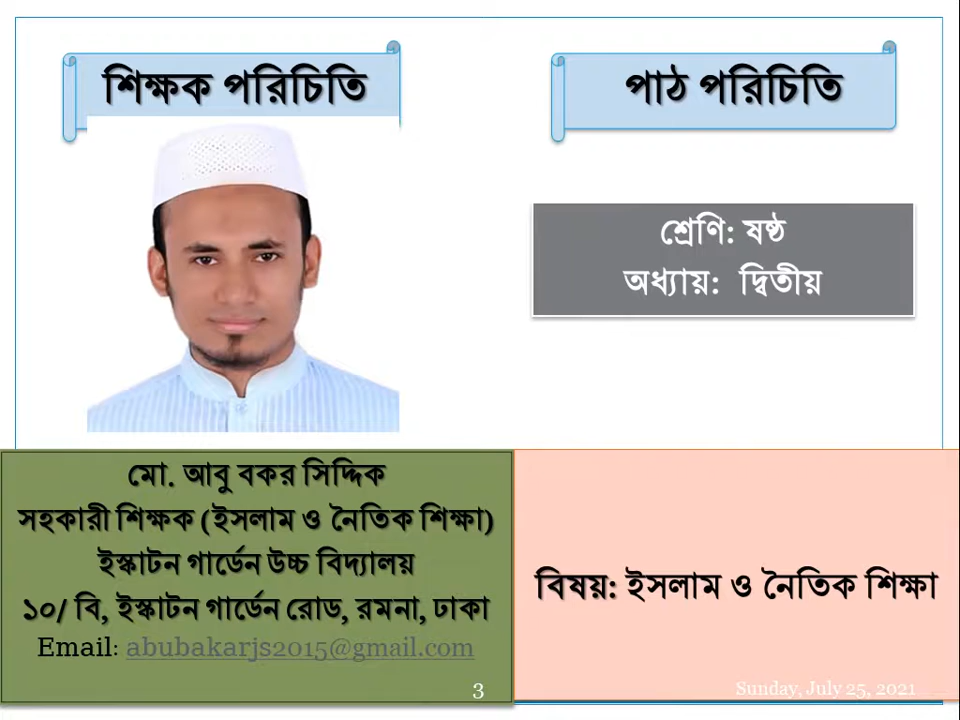 শিক্ষক পরিচিতি
পাঠ পরিচিতি
শ্রেণি: ষষ্ঠ
অধ্যায়: দ্বিতীয়
মো. আবু বকর সিদ্দিক
সহকারী শিক্ষক (ইসলাম ও নৈতিক শিক্ষা)
ইস্কাটন গার্ডেন উচ্চ বিদ্যালয়
১০/ বি, ইস্কাটন গার্ডেন রোড, রমনা, ঢাকা
Email: abubakarjs2015@gmail.com
3
বিষয়: ইসলাম ও নৈতিক শিক্ষা
Sunday, July 25, 2021